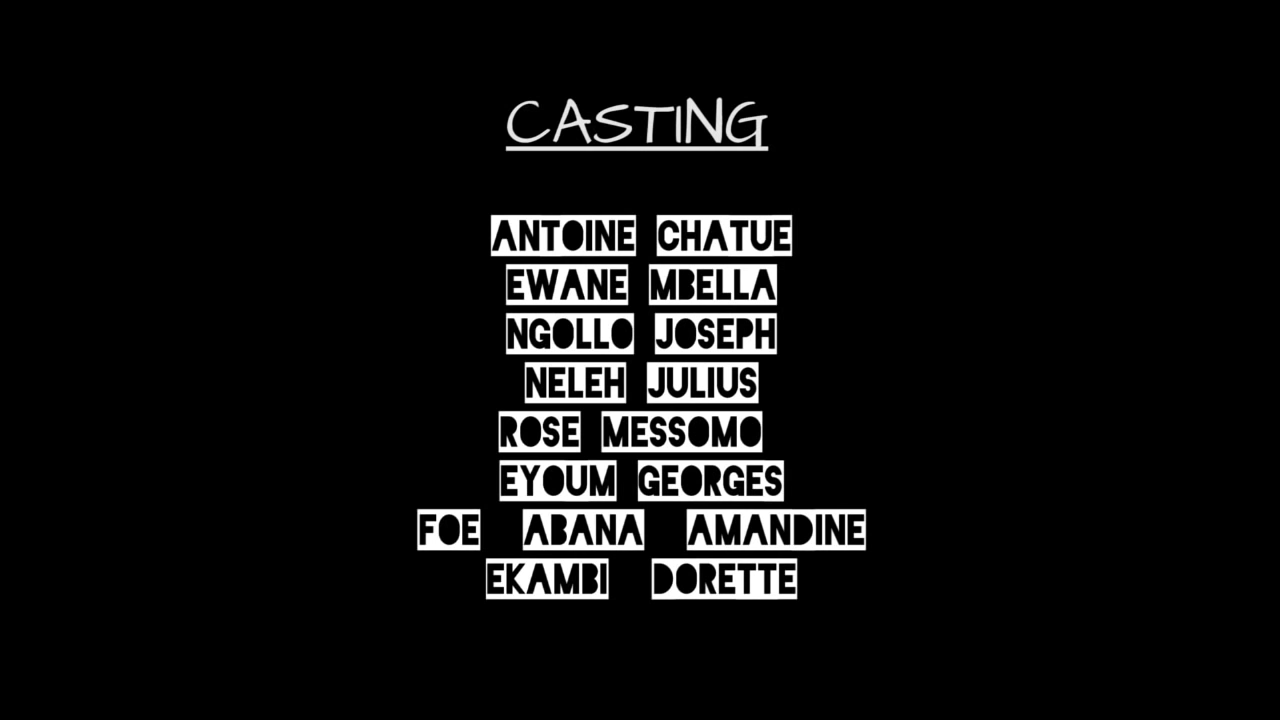 CASTING
ANTOINE CHATUE
EWANE MBELLA
NGOLLO JOSEPH
NELEH JULIUS
ROSE MESSOMO
EYOUM GEORGES
FOE ABANA AMANDINE
EKAMBI DORETTE